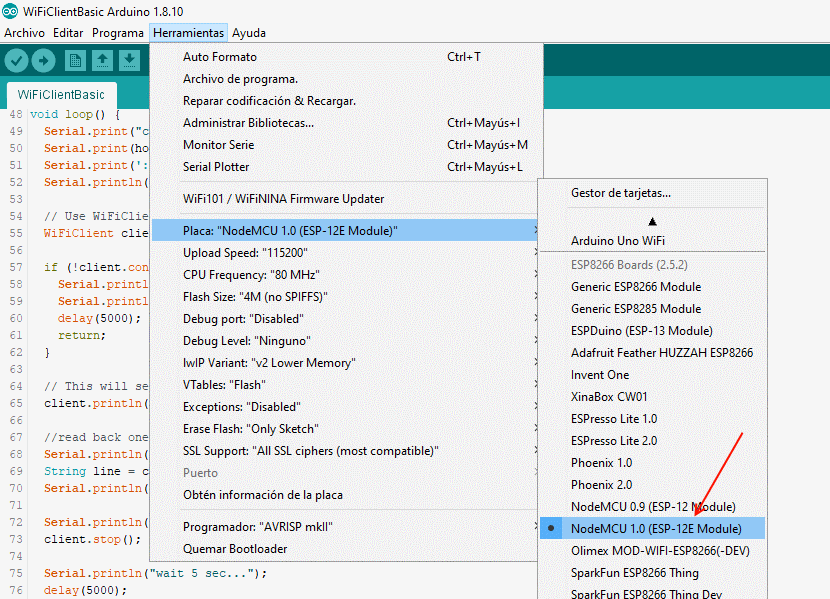 WiFiClientBasic Arduino 1.8.10
Archivo Editar Programa Herramientas Ayuda
WiFiClientBasic
48 void loop() {
49 Serial.print("c
50 Serial.print(ho
51 Serial.print(':
52 Serial.println(
53
54 // Use WiFiClie
55 WiFiClient clie
56
57 if (!client.con
58 Serial.printl
59 Serial.printl
60 delay(5000);
61 return;
62 }
63
64 // This will se
65 client.println(
66
67 //read back one
68 Serial.println(
69 String line = c
70 Serial.println(
71
72 Serial.println(
73 client.stop();
74
75 Serial.println("wait 5 sec...");
76 delay(5000);
Auto Formato Ctrl+T
Archivo de programa.
Reparar codificación & Recargar.
Administrar Bibliotecas... Ctrl+Mayús+I
Monitor Serie Ctrl+Mayús+M
Serial Plotter Ctrl+Mayús+L
WiFi101 / WiFiNINA Firmware Updater
Placa: "NodeMCU 1.0 (ESP-12E Module)"
Upload Speed: "115200"
CPU Frequency: "80 MHz"
Flash Size: "4M (no SPIFFS)"
Debug port: "Disabled"
Debug Level: "Ninguno"
lwIP Variant: "v2 Lower Memory"
VTables: "Flash"
Exceptions: "Disabled"
Erase Flash: "Only Sketch"
SSL Support: "All SSL ciphers (most compatible)"
Puerto
Obtén información de la placa
Programador: "AVRISP mkII"
Quemar Bootloader
Gestor de tarjetas...
Arduino Uno WiFi
ESP8266 Boards (2.5.2)
Generic ESP8266 Module
Generic ESP8285 Module
ESPDuino (ESP-13 Module)
Adafruit Feather HUZZAH ESP8266
Invent One
XinaBox CW01
ESPresso Lite 1.0
ESPresso Lite 2.0
Phoenix 1.0
Phoenix 2.0
NodeMCU 0.9 (ESP-12 Module)
NodeMCU 1.0 (ESP-12E Module)
Olimex MOD-WIFI-ESP8266(-DEV)
SparkFun ESP8266 Thing
SparkFun ESP8266 Thing Dev